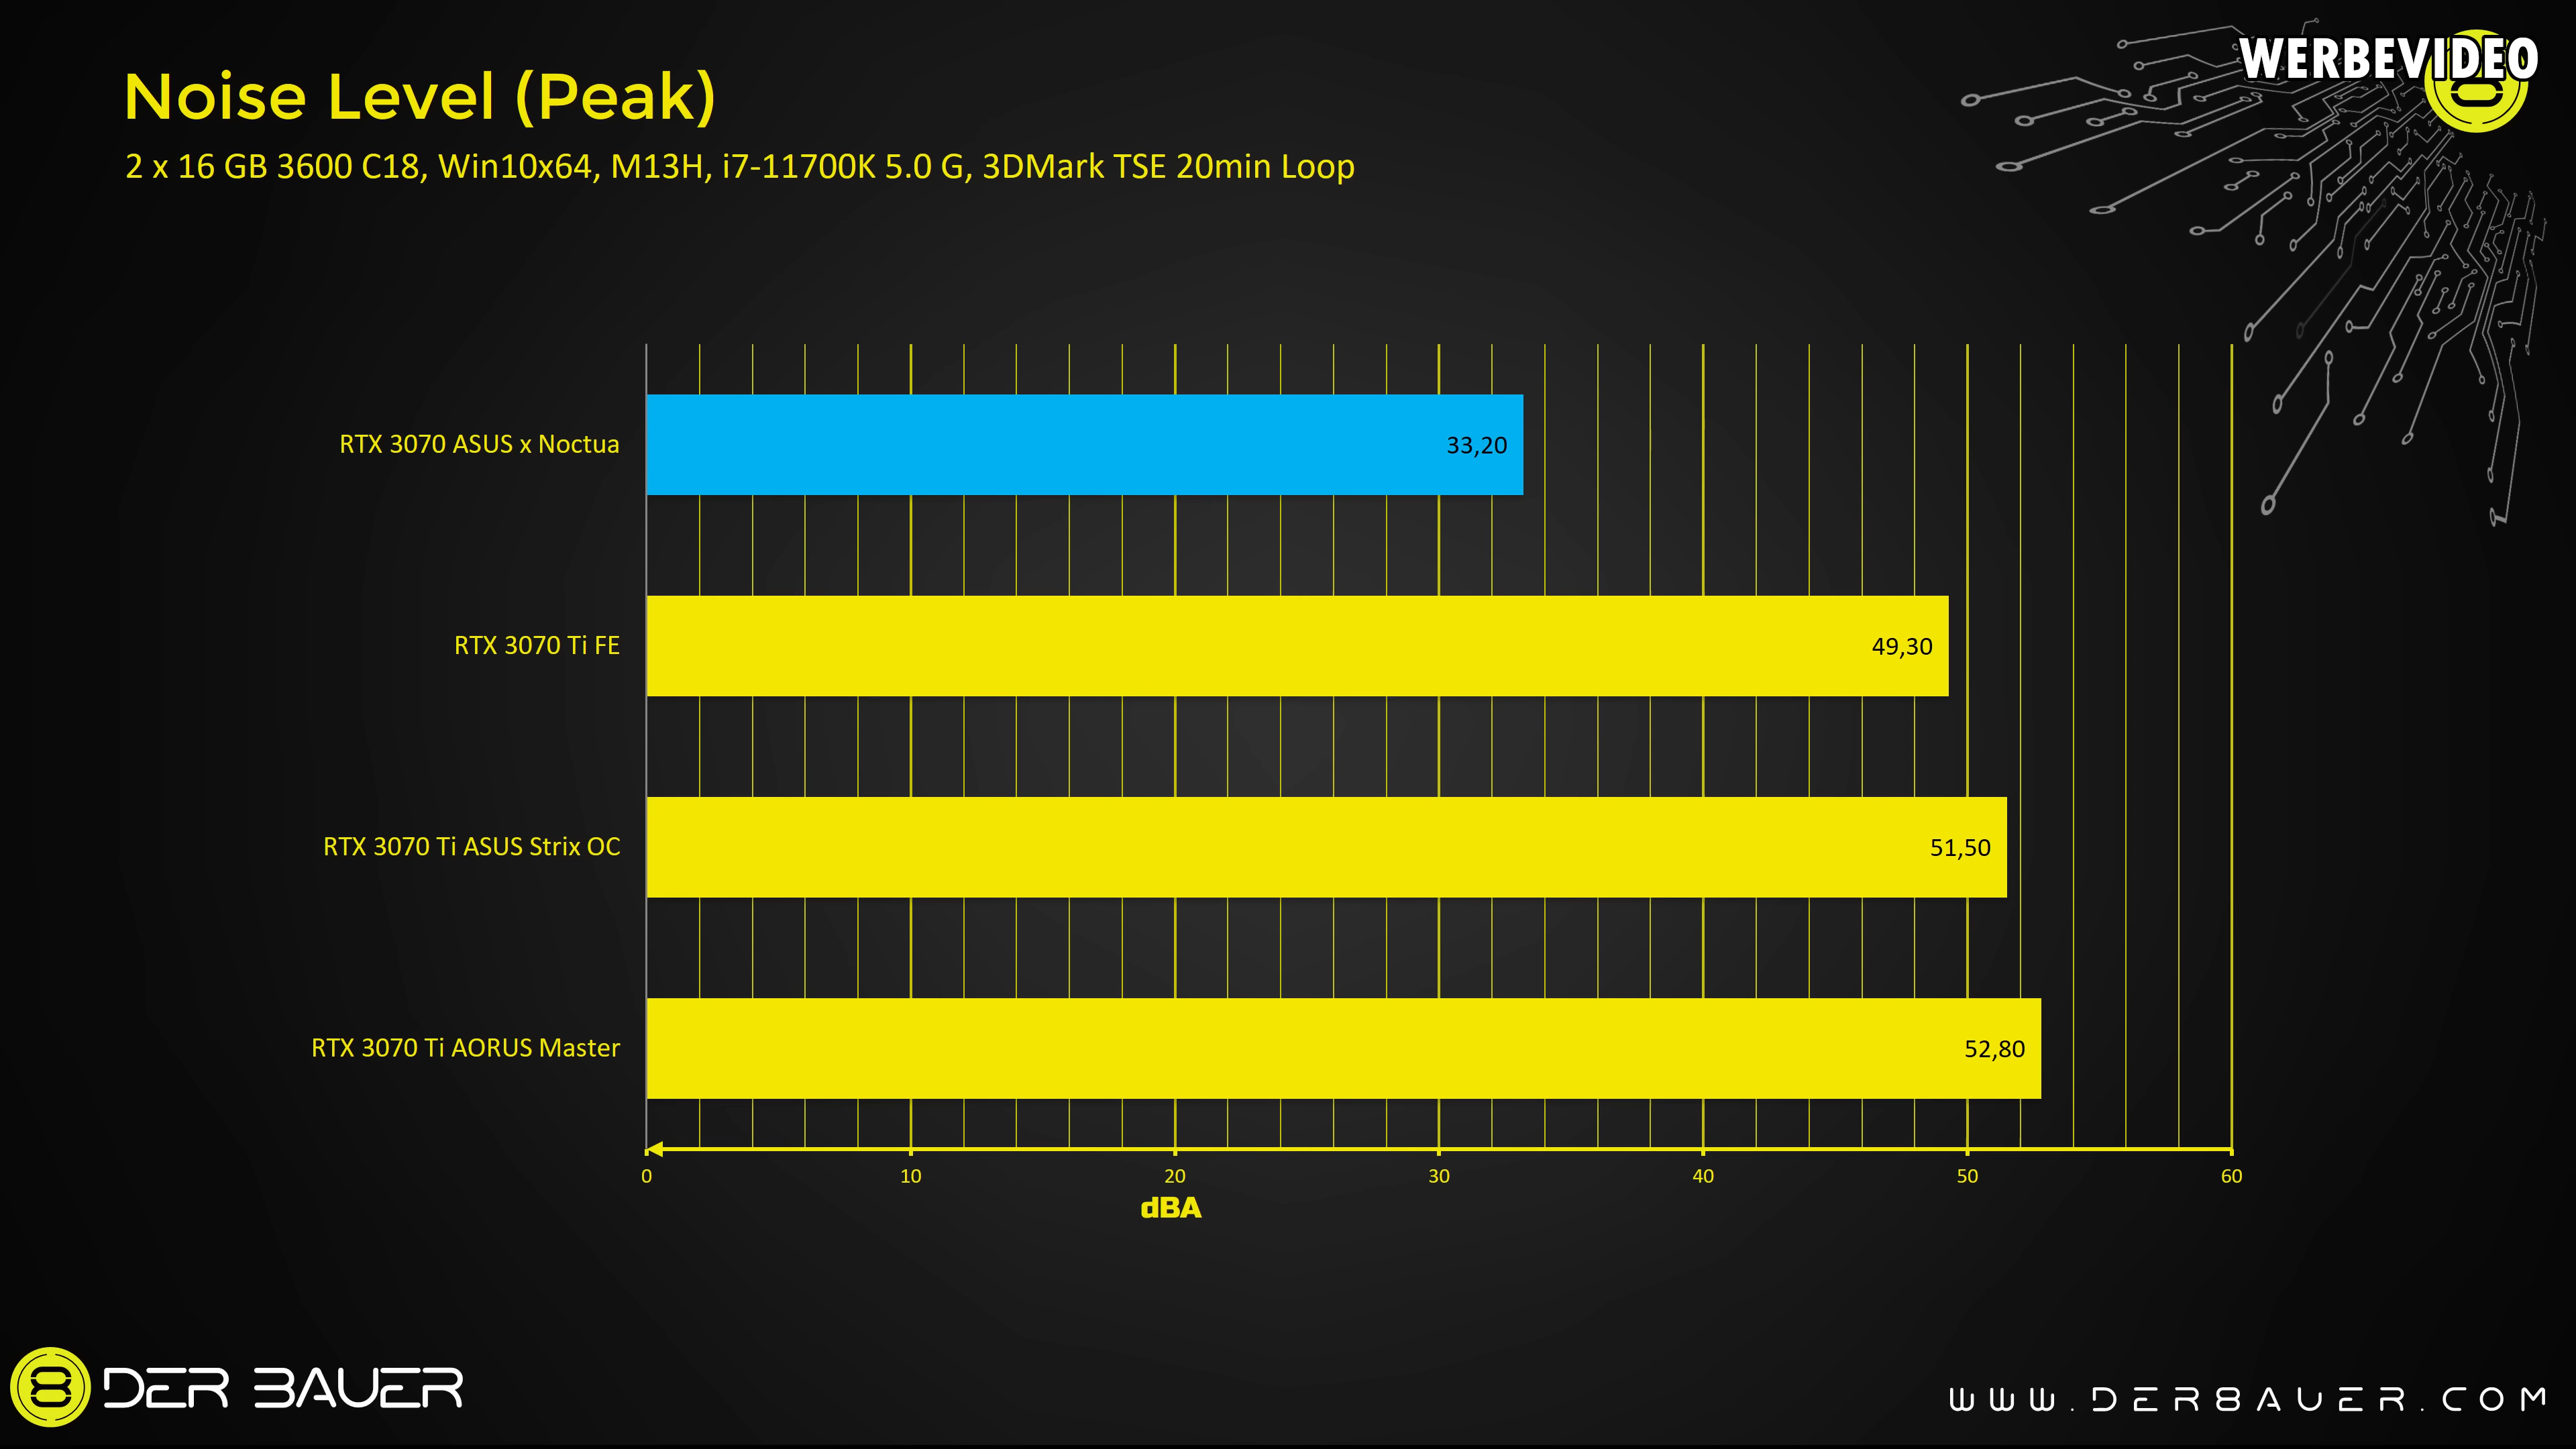 WERBEVIDEO
Noise Level (Peak)
2 x 16 GB 3600 C18, Win10x64, M13H, i7-11700K 5.0 G, 3DMark TSE 20min Loop
RTX 3070 ASUS x Noctua
33,20
RTX 3070 Ti FE
49,30
RTX 3070 Ti ASUS Strix OC
51,50
RTX 3070 Ti AORUS Master
52,80
0 10 20 30 40 50 60
dBA
DER 8AUER
WWW.DER8AUER.COM